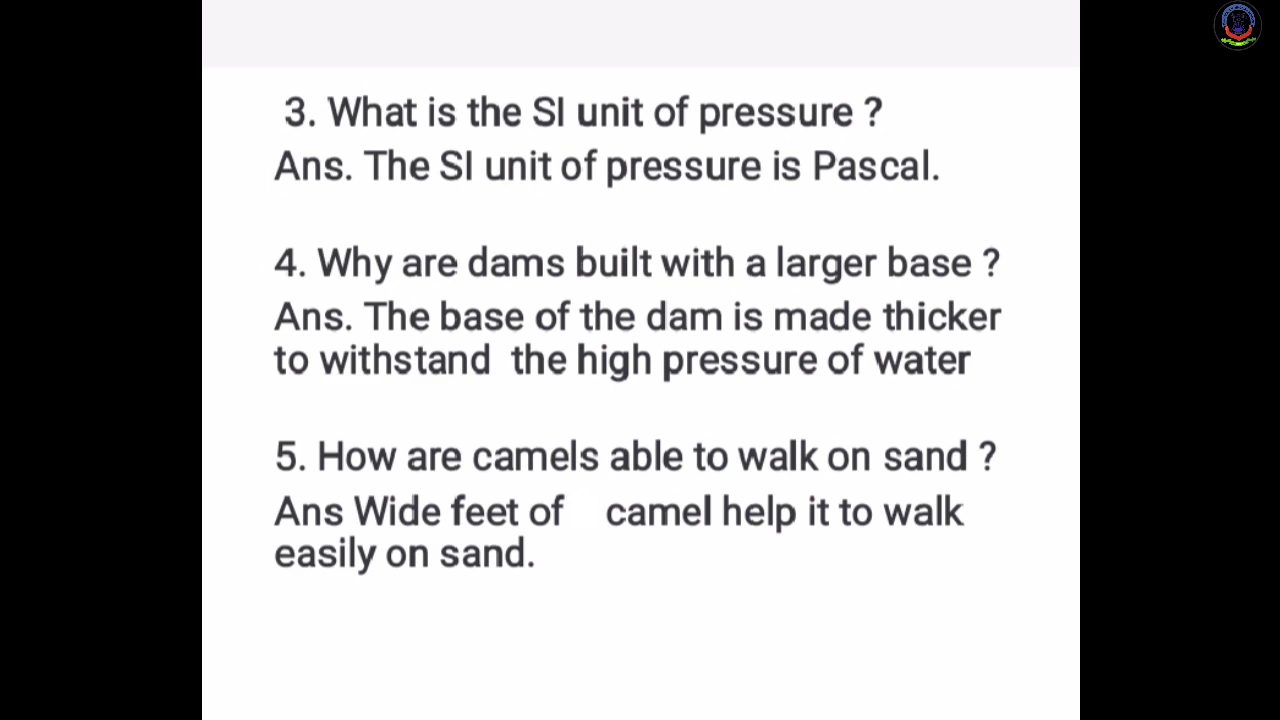 3. What is the SI unit of pressure ?
Ans. The SI unit of pressure is Pascal.
4. Why are dams built with a larger base ?
Ans. The base of the dam is made thicker
to withstand the high pressure of water
5. How are camels able to walk on sand ?
Ans Wide feet of camel help it to walk
easily on sand.